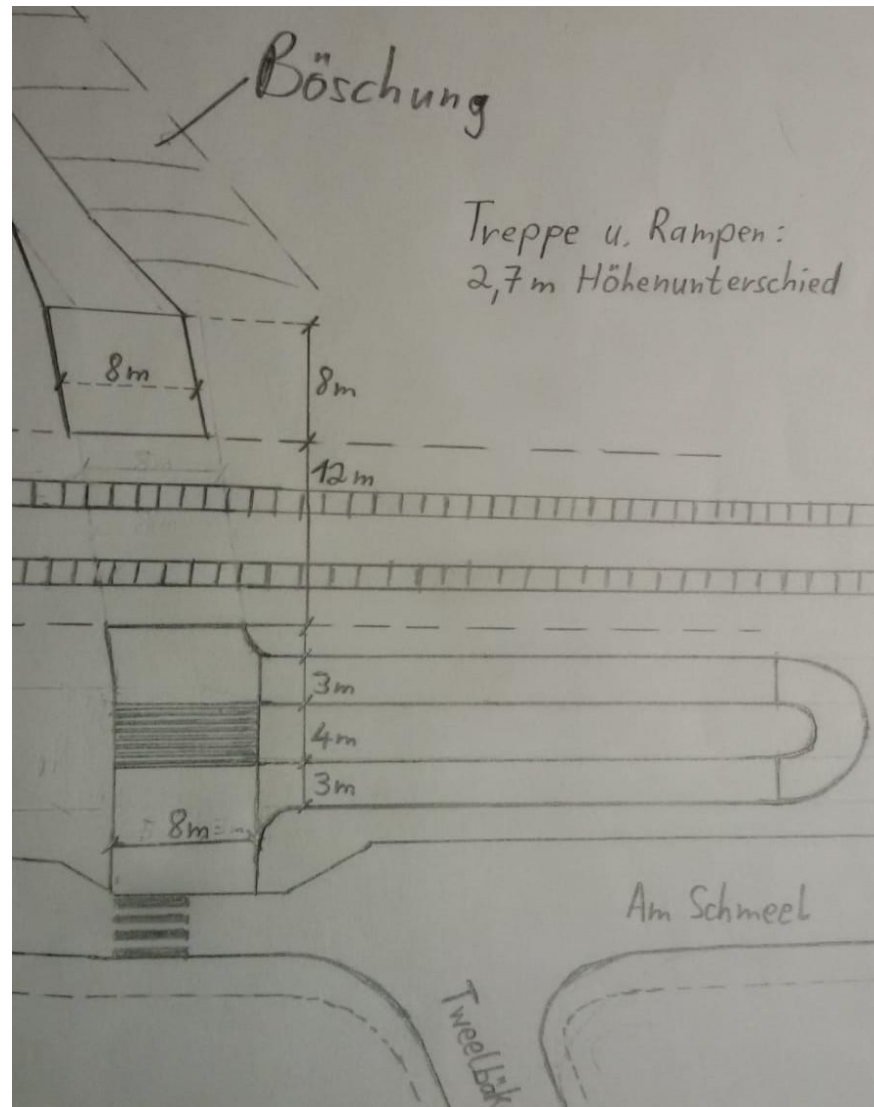 Böschung
Treppe u. Rampen:
2,7m Höhenunterschied
8m
8m
12m
3m
4m
3m
8m
Am Schmeel
Tweelbäk